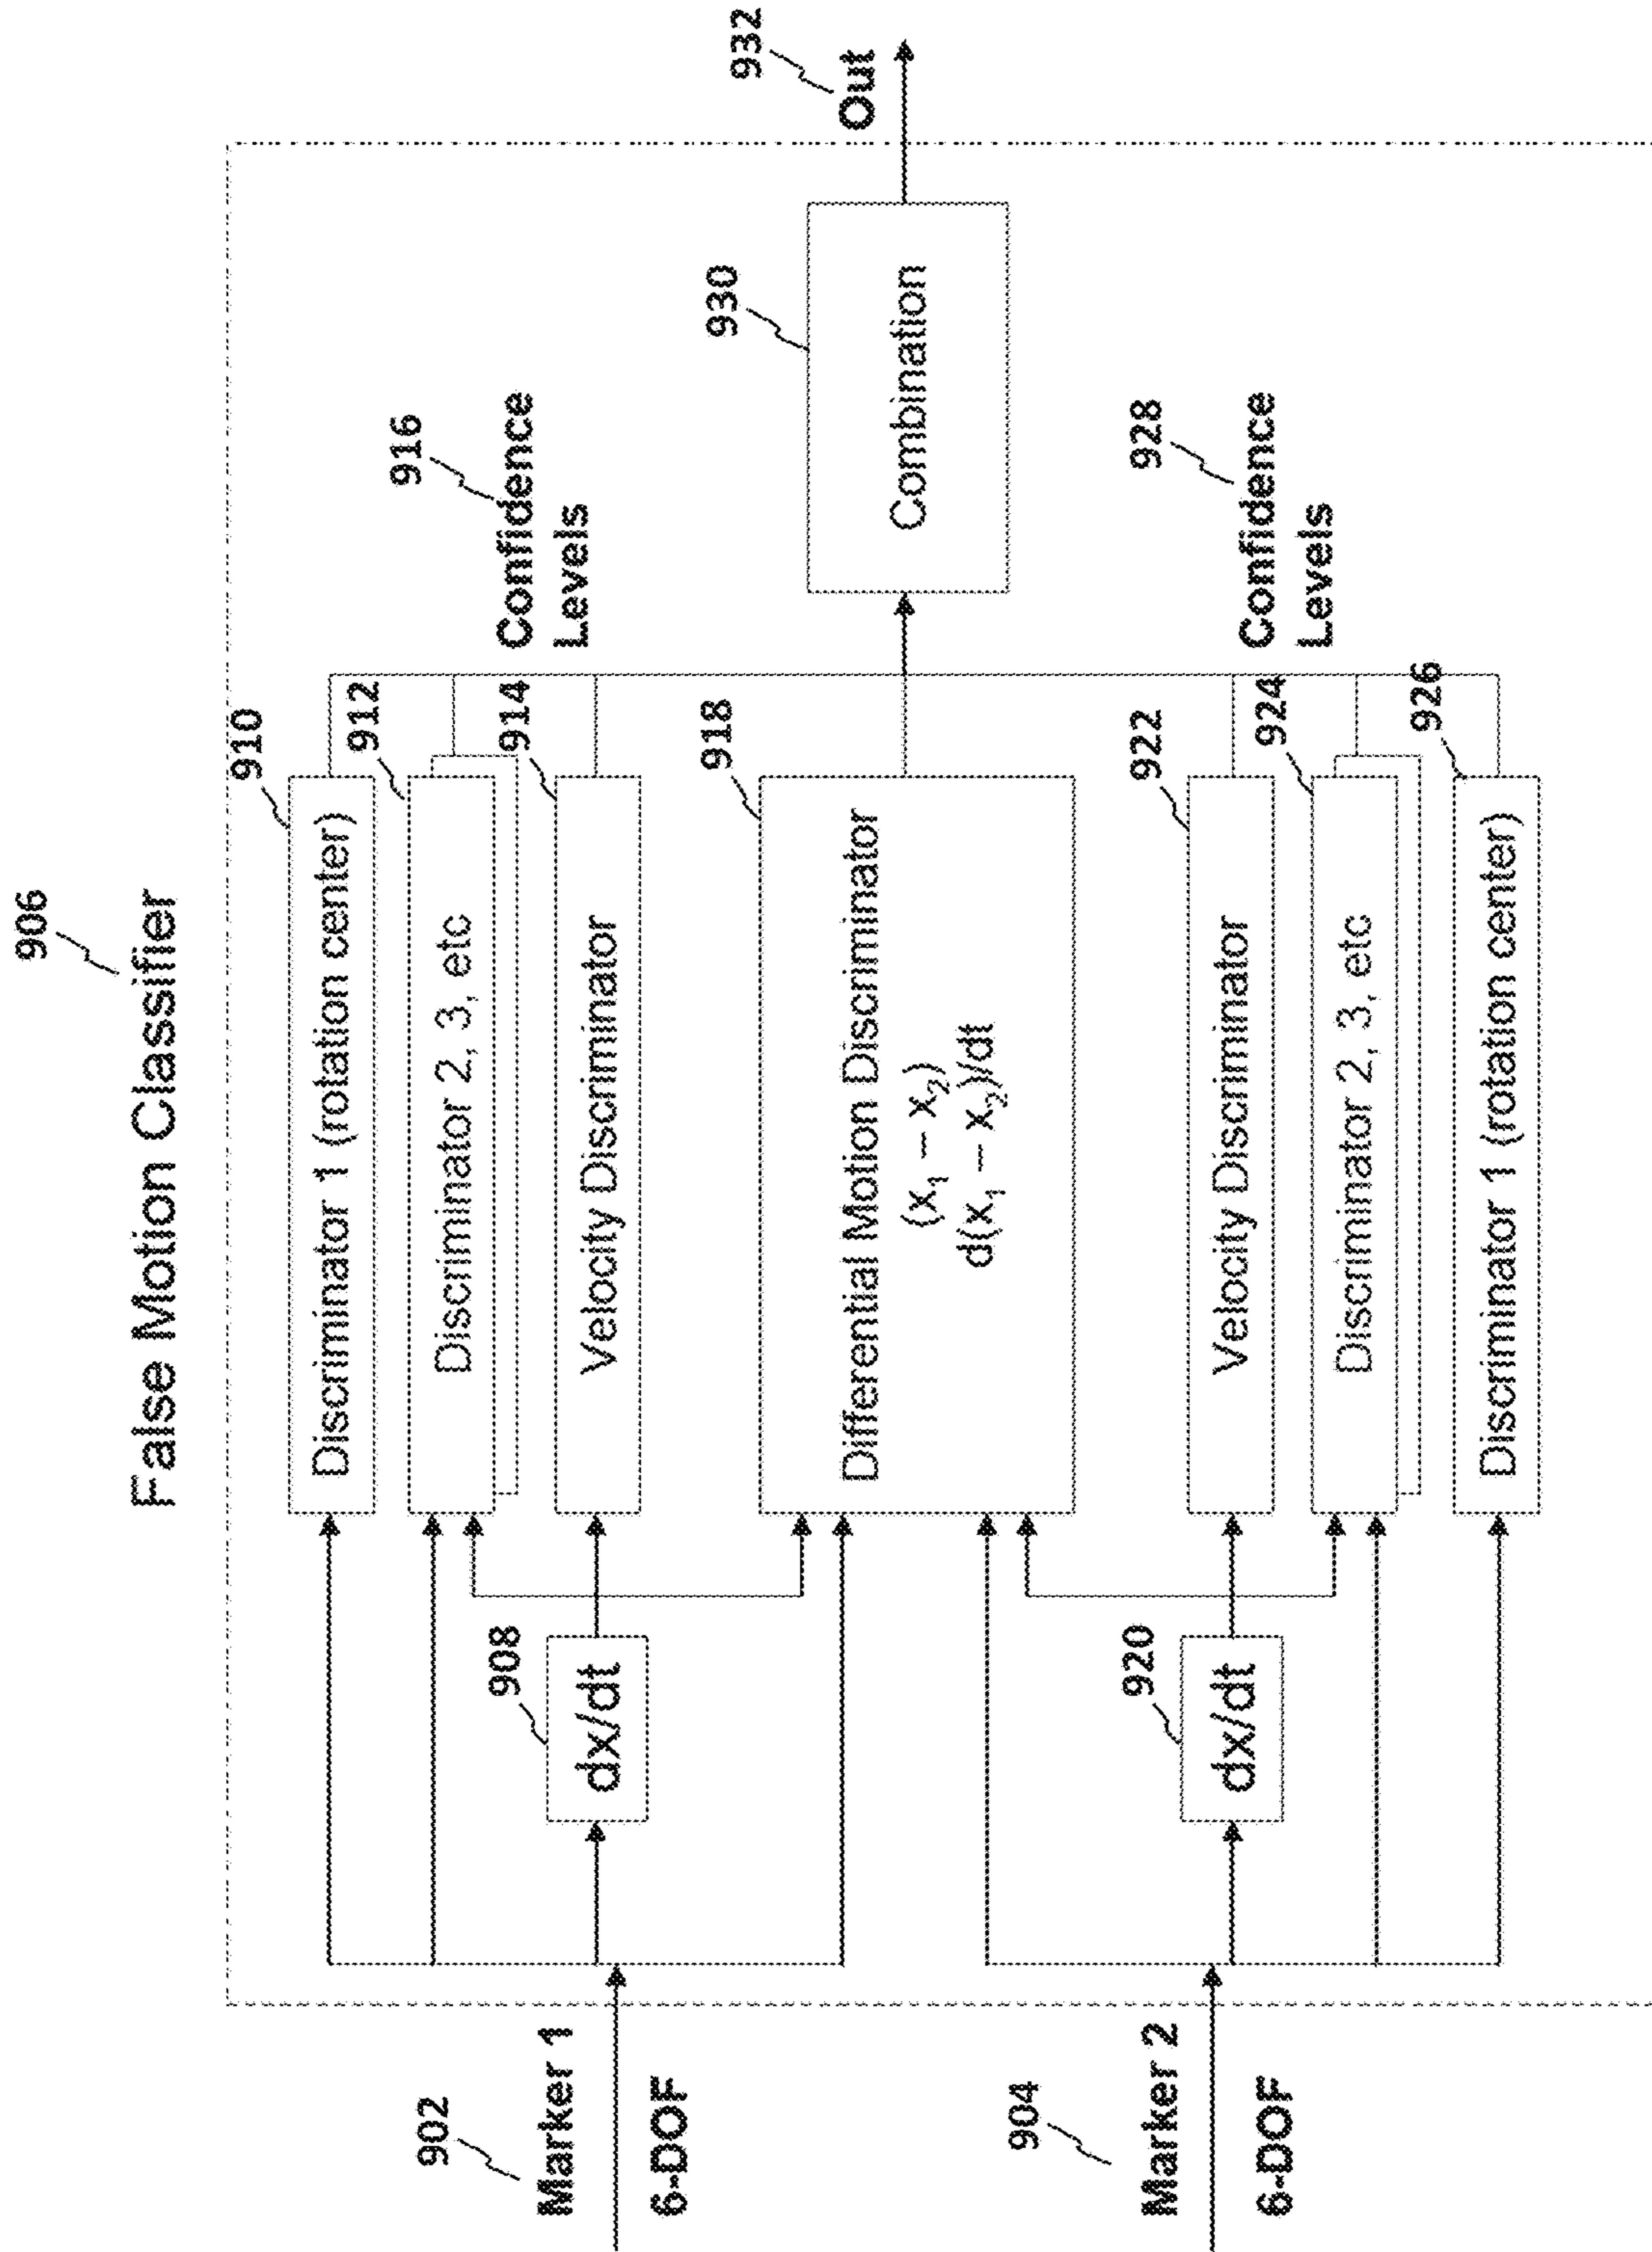 906
False Motion Classifier
902
Marker 1
6-DOF
904
Marker 2
6-DOF
908
dx/dt
920
dx/dt
910
Discriminator 1 (rotation center)
912
Discriminator 2, 3, etc
914
Velocity Discriminator
916
Confidence
Levels
918
Differential Motion Discriminator
(x₁ – x₂)
d(x₁ – x₂)/dt
922
Velocity Discriminator
924
Discriminator 2, 3, etc
926
Discriminator 1 (rotation center)
928
Confidence
Levels
930
Combination
932
Out